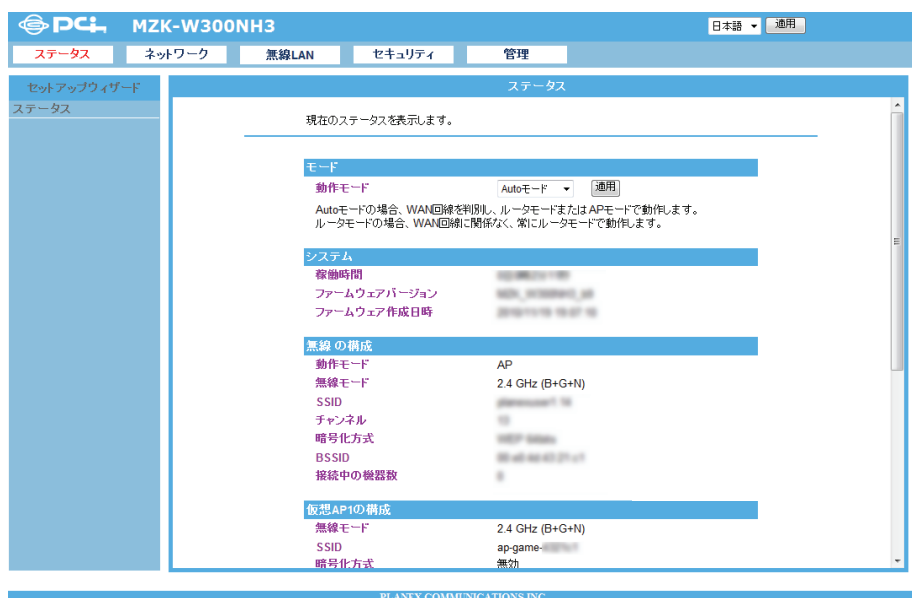 PCi MZK-W300NH3 日本語 適用
ステータス ネットワーク 無線LAN セキュリティ 管理
セットアップウィザード
ステータス
ステータス
現在のステータスを表示します。
モード
動作モード Autoモード 適用
Autoモードの場合、WAN回線を判別し、ルータモードまたはAPモードで動作します。
ルータモードの場合、WAN回線に関係なく、常にルータモードで動作します。
システム
稼働時間
ファームウェアバージョン
ファームウェア作成日時
無線 の構成
動作モード AP
無線モード 2.4 GHz (B+G+N)
SSID
チャンネル
暗号化方式
BSSID
接続中の機器数
仮想AP1の構成
無線モード 2.4 GHz (B+G+N)
SSID ap-game-
暗号化方式 無効
PLANEX COMMUNICATIONS INC